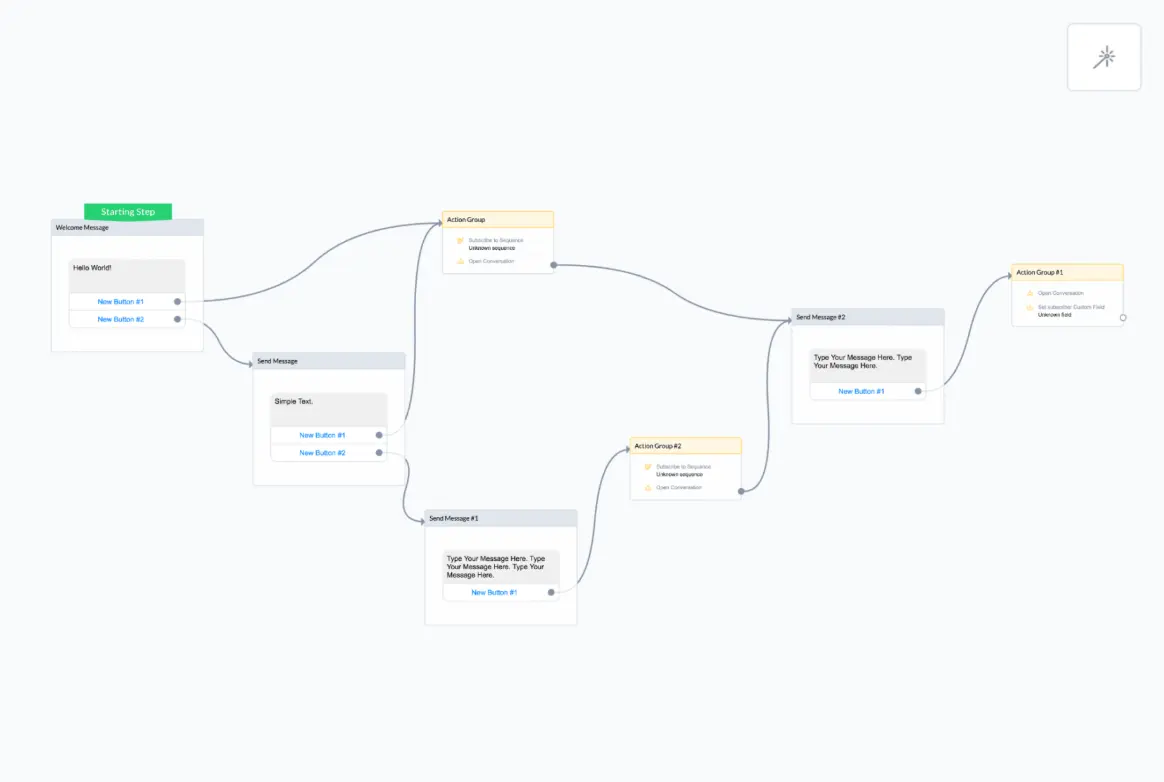 Starting Step
Welcome Message
Hello World!
New Button #1
New Button #2
Send Message
Simple Text.
New Button #1
New Button #2
Action Group
Subscribe to Sequence
Unknown sequence
Open Conversation
Send Message #1
Type Your Message Here. Type
Your Message Here. Type Your
Message Here.
New Button #1
Action Group #2
Subscribe to Sequence
Unknown sequence
Open Conversation
Send Message #2
Type Your Message Here. Type
Your Message Here.
New Button #1
Action Group #1
Open Conversation
Set subscriber Custom Field
Unknown field